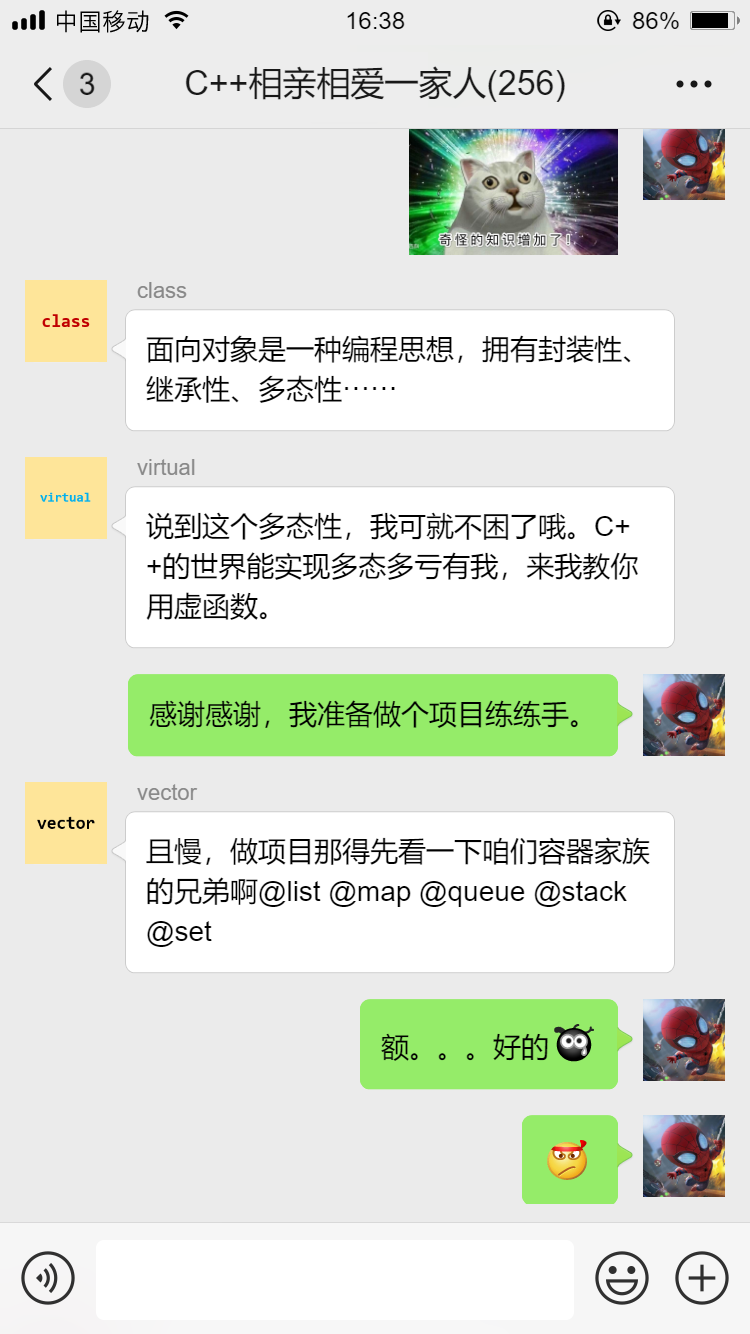 中国移动 16:38 86%
3 C++相亲相爱一家人(256)
奇怪的知识增加了!
class
class
面向对象是一种编程思想，拥有封装性、
继承性、多态性······
virtual
virtual
说到这个多态性，我可就不困了哦。C+
+的世界能实现多态多亏有我，来我教你
用虚函数。
感谢感谢，我准备做个项目练练手。
vector
vector
且慢，做项目那得先看一下咱们容器家族
的兄弟啊@list @map @queue @stack
@set
额。。。好的